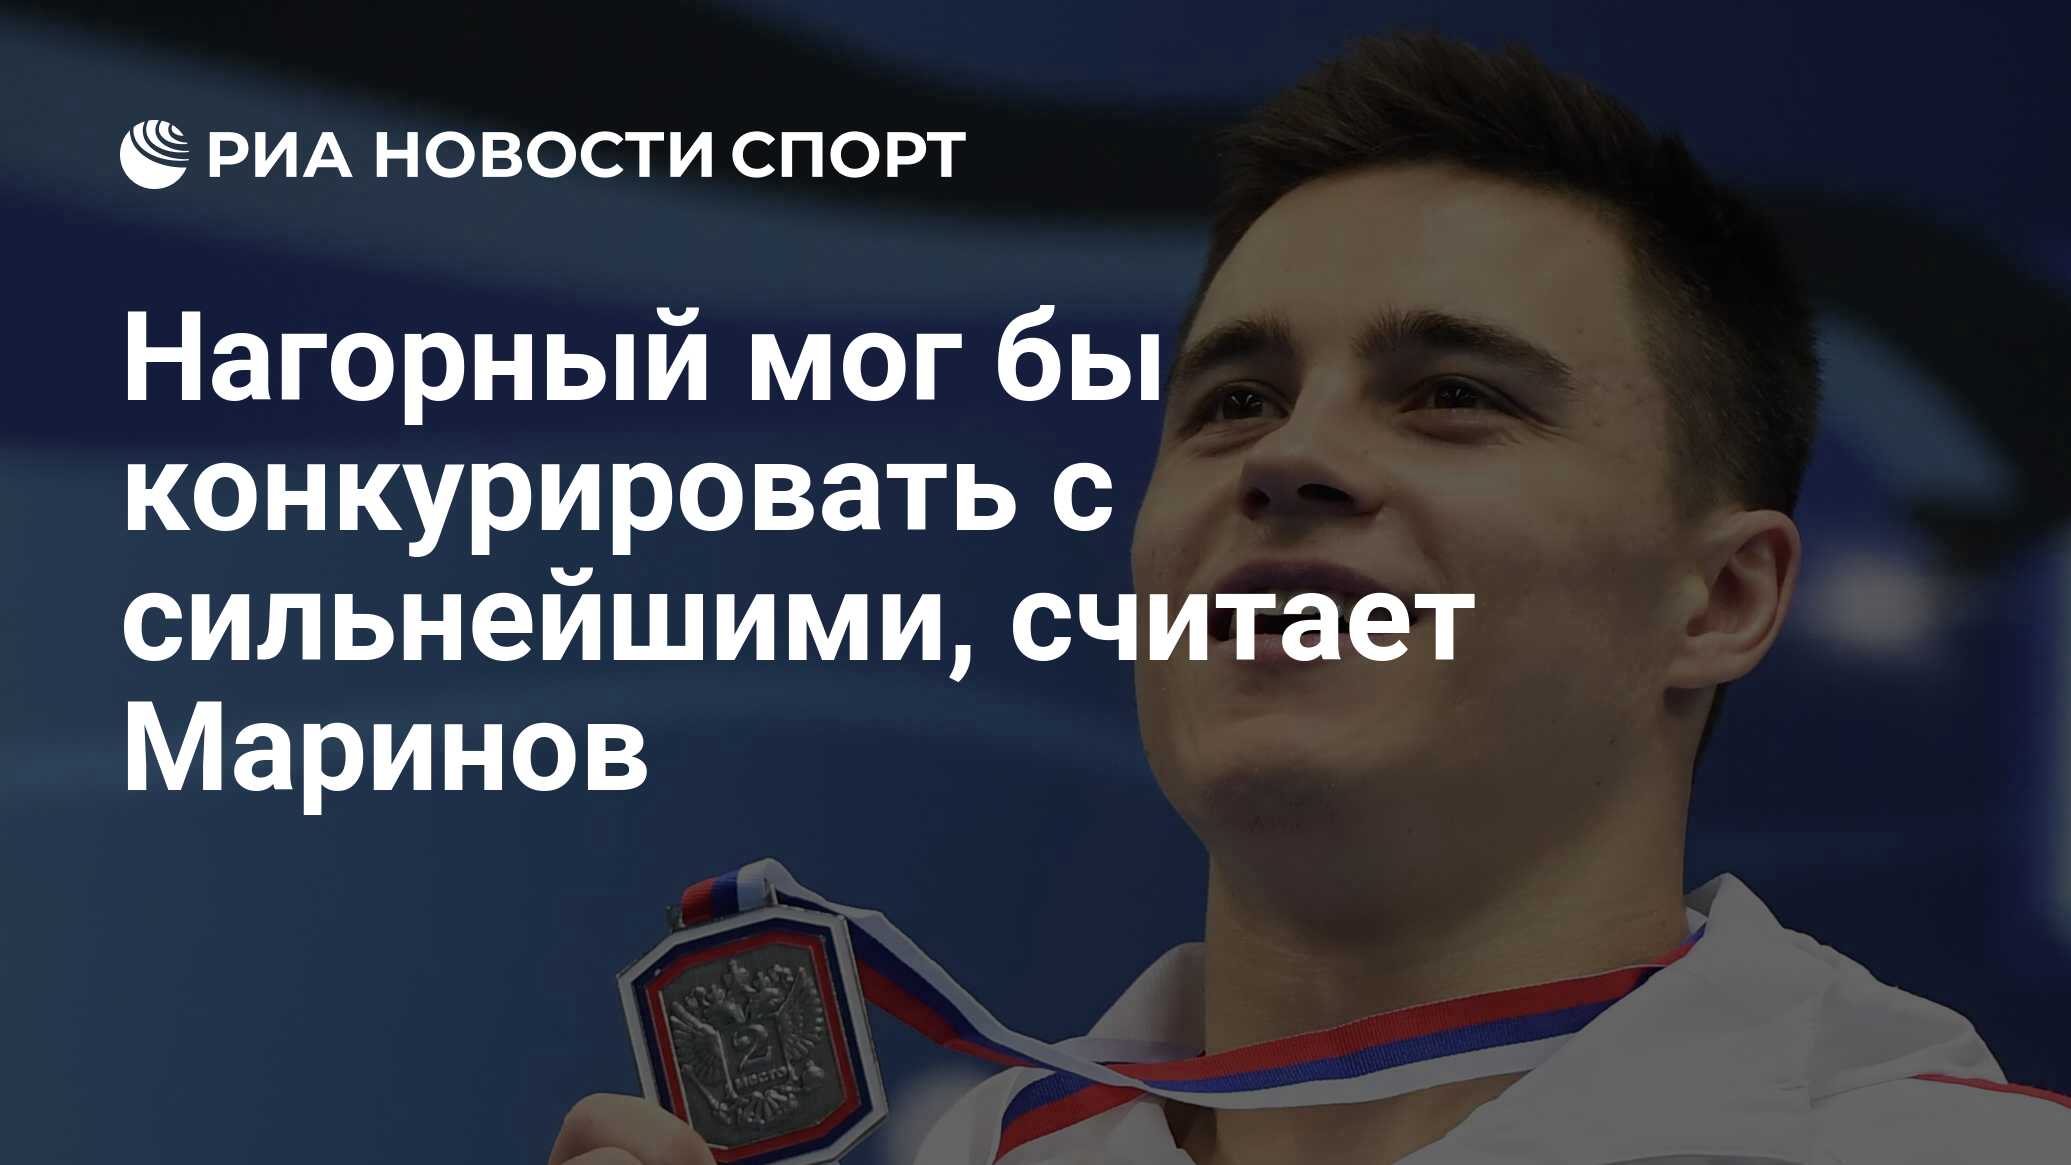 РИА НОВОСТИ СПОРТ
Нагорный мог бы
конкурировать с
сильнейшими, считает
Маринов
2
место